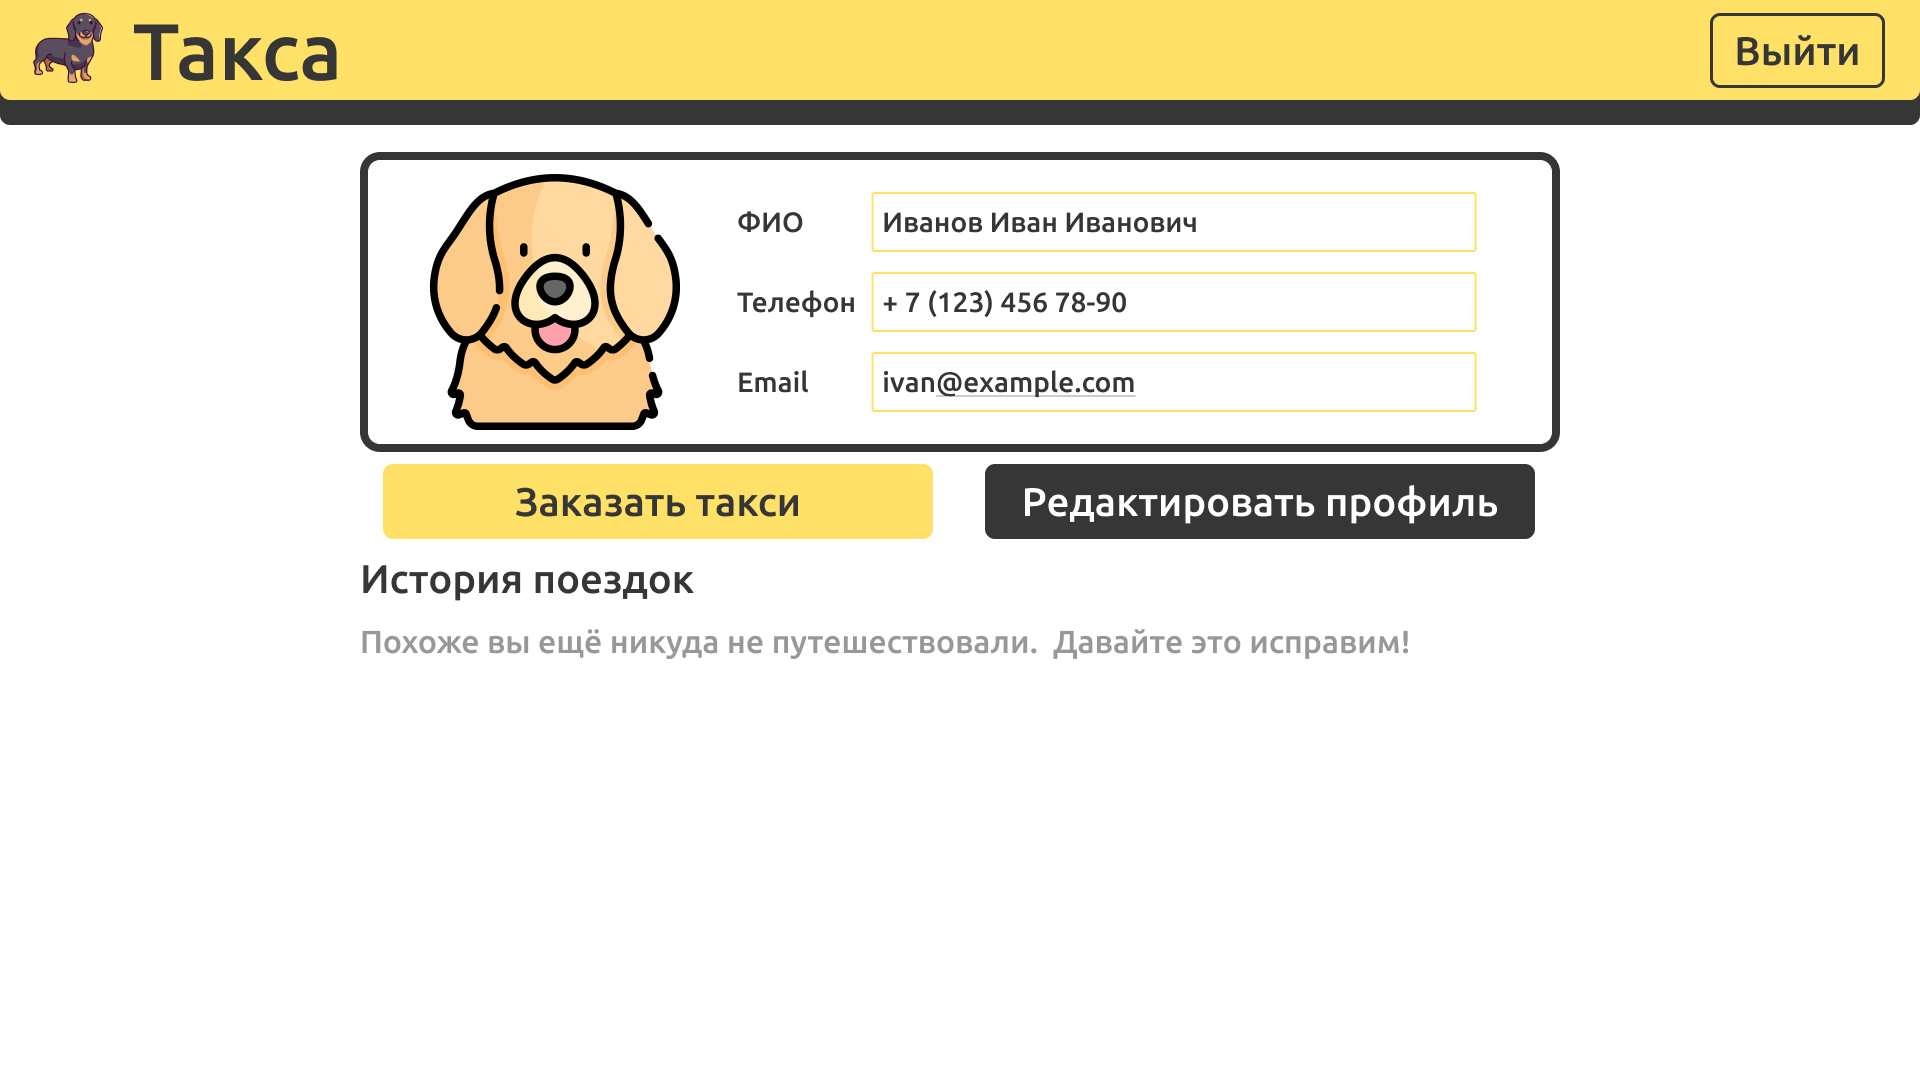 Такса
Выйти
ФИО
Иванов Иван Иванович
Телефон
+ 7 (123) 456 78-90
Email
ivan@example.com
Заказать такси
Редактировать профиль
История поездок
Похоже вы ещё никуда не путешествовали.  Давайте это исправим!